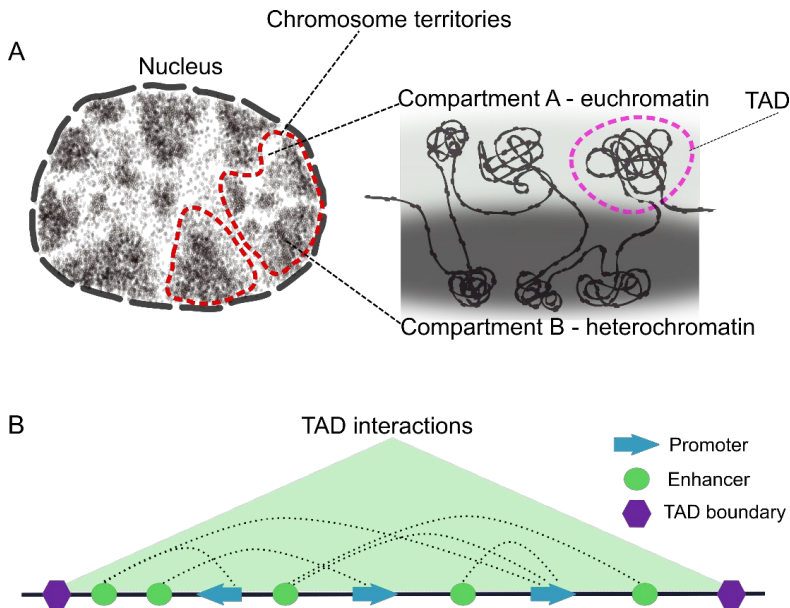 Chromosome territories
A
Nucleus
Compartment A - euchromatin
TAD
Compartment B - heterochromatin
B
TAD interactions
Promoter
Enhancer
TAD boundary